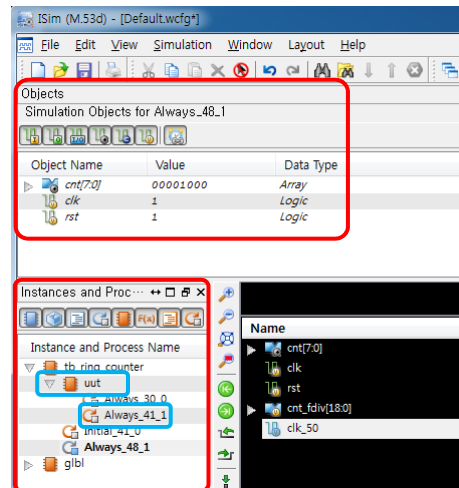 ISim (M.53d) - [Default.wcfg*]
File Edit View Simulation Window Layout Help
Objects
Simulation Objects for Always_48_1
Object Name Value Data Type
cnt[7:0] 00001000 Array
clk 1 Logic
rst 1 Logic
Instances and Proc···
Instance and Process Name
tb_ring_counter
uut
Always_30_0
Always_41_1
Initial_41_0
Always_48_1
glbl
Name
cnt[7:0]
clk
rst
cnt_fdiv[18:0]
clk_50